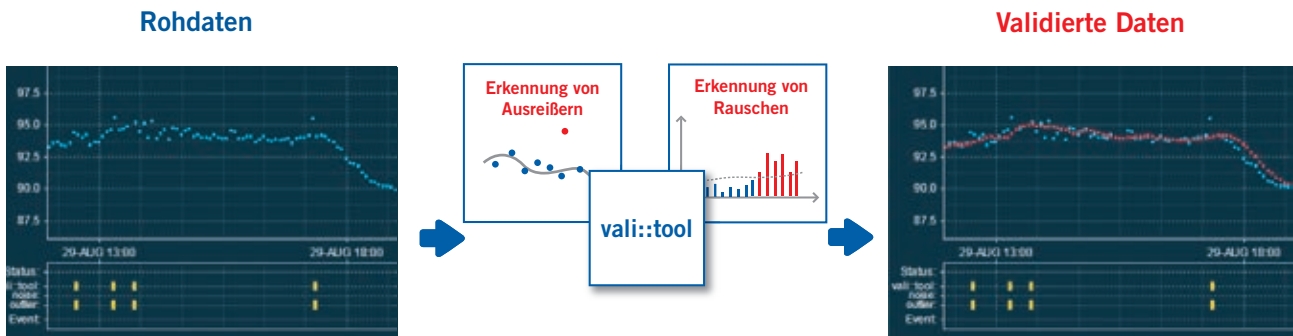 Rohdaten
Validierte Daten
97.5
95.0
92.5
90.0
87.5
29-AUG 13:00
29-AUG 18:00
Status:
li::tool:
noise:
outlier:
Event:
Erkennung von
Ausreißern
Erkennung von
Rauschen
vali::tool
97.5
95.0
92.5
90.0
87.5
29-AUG 13:00
29-AUG 18:00
Status:
vali::tool:
noise:
outlier:
Event: